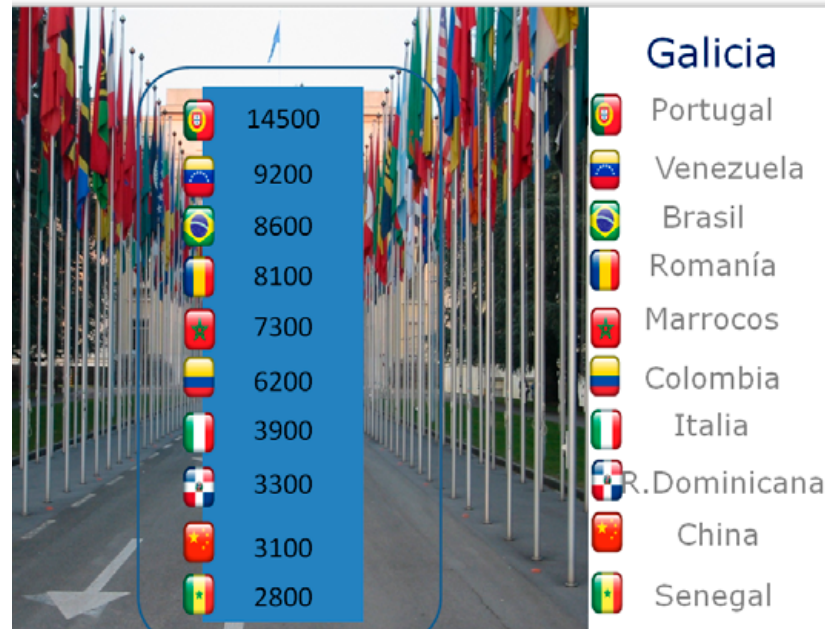 Galicia
14500
Portugal
9200
Venezuela
8600
Brasil
8100
Romanía
7300
Marrocos
6200
Colombia
3900
Italia
3300
R.Dominicana
3100
China
2800
Senegal